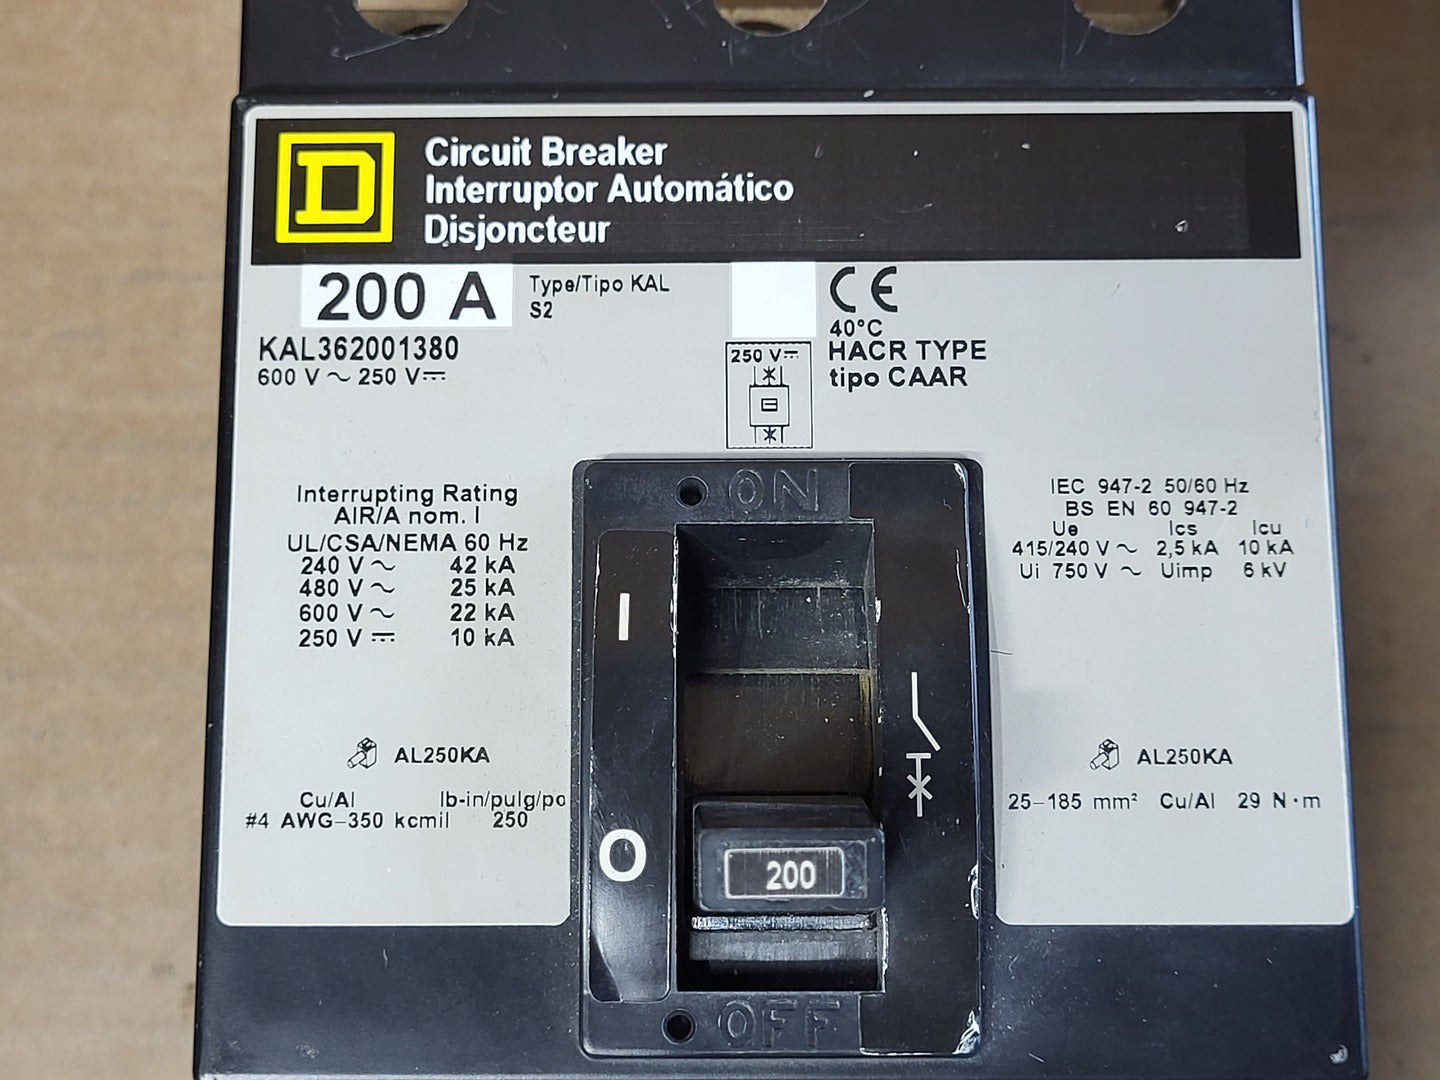 D
Circuit Breaker
Interruptor Automático
Disjoncteur
200 A
Type/Tipo KAL
S2
KAL362001380
600 V ~ 250 V⎓
CE
40°C
HACR TYPE
tipo CAAR
250 V⎓
Interrupting Rating
AIR/A nom. I
UL/CSA/NEMA 60 Hz
240 V ~ 42 kA
480 V ~ 25 kA
600 V ~ 22 kA
250 V ⎓ 10 kA
AL250KA
Cu/Al lb-in/pulg/po
#4 AWG-350 kcmil 250
ON
I
O
200
OFF
IEC 947-2 50/60 Hz
BS EN 60 947-2
Ue Ics Icu
415/240 V ~ 2,5 kA 10 kA
Ui 750 V ~ Uimp 6 kV
AL250KA
25-185 mm² Cu/Al 29 N·m